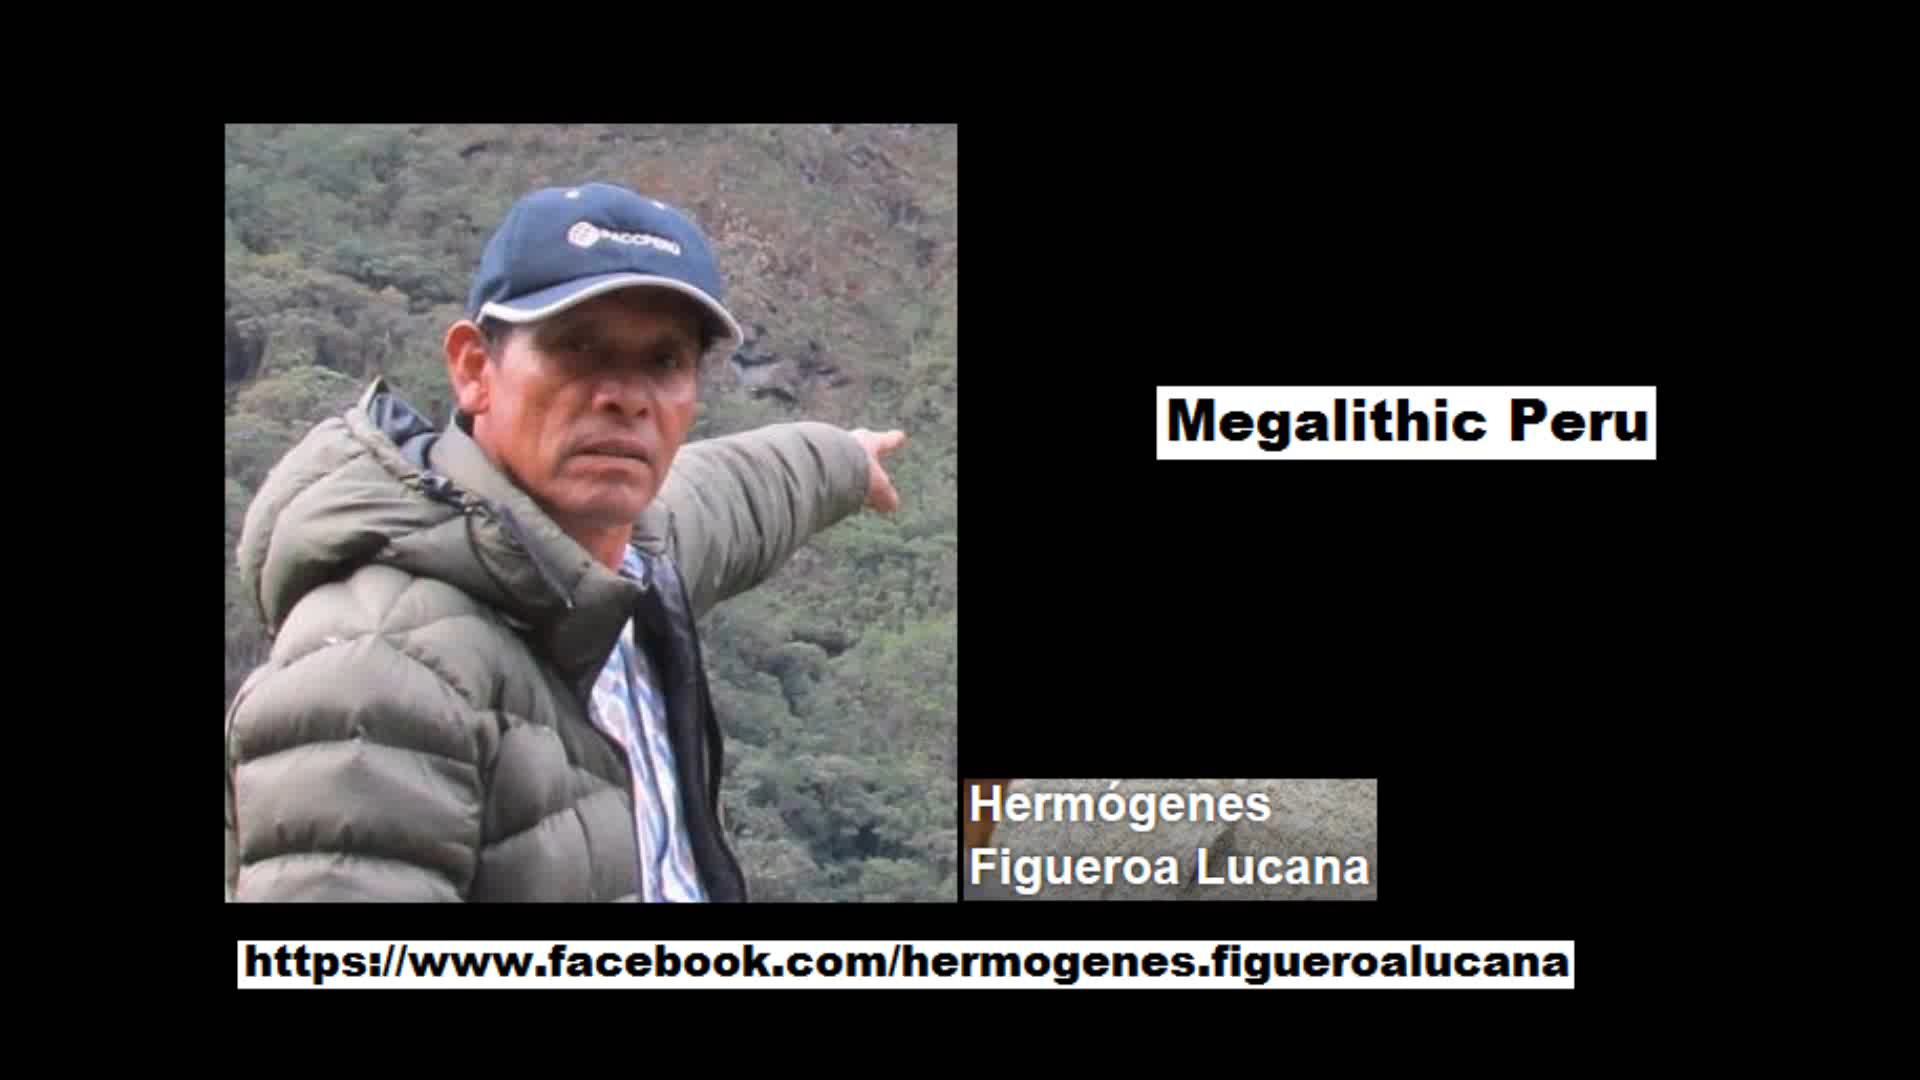 Megalithic Peru
Hermógenes
Figueroa Lucana
https://www.facebook.com/hermogenes.figueroalucana